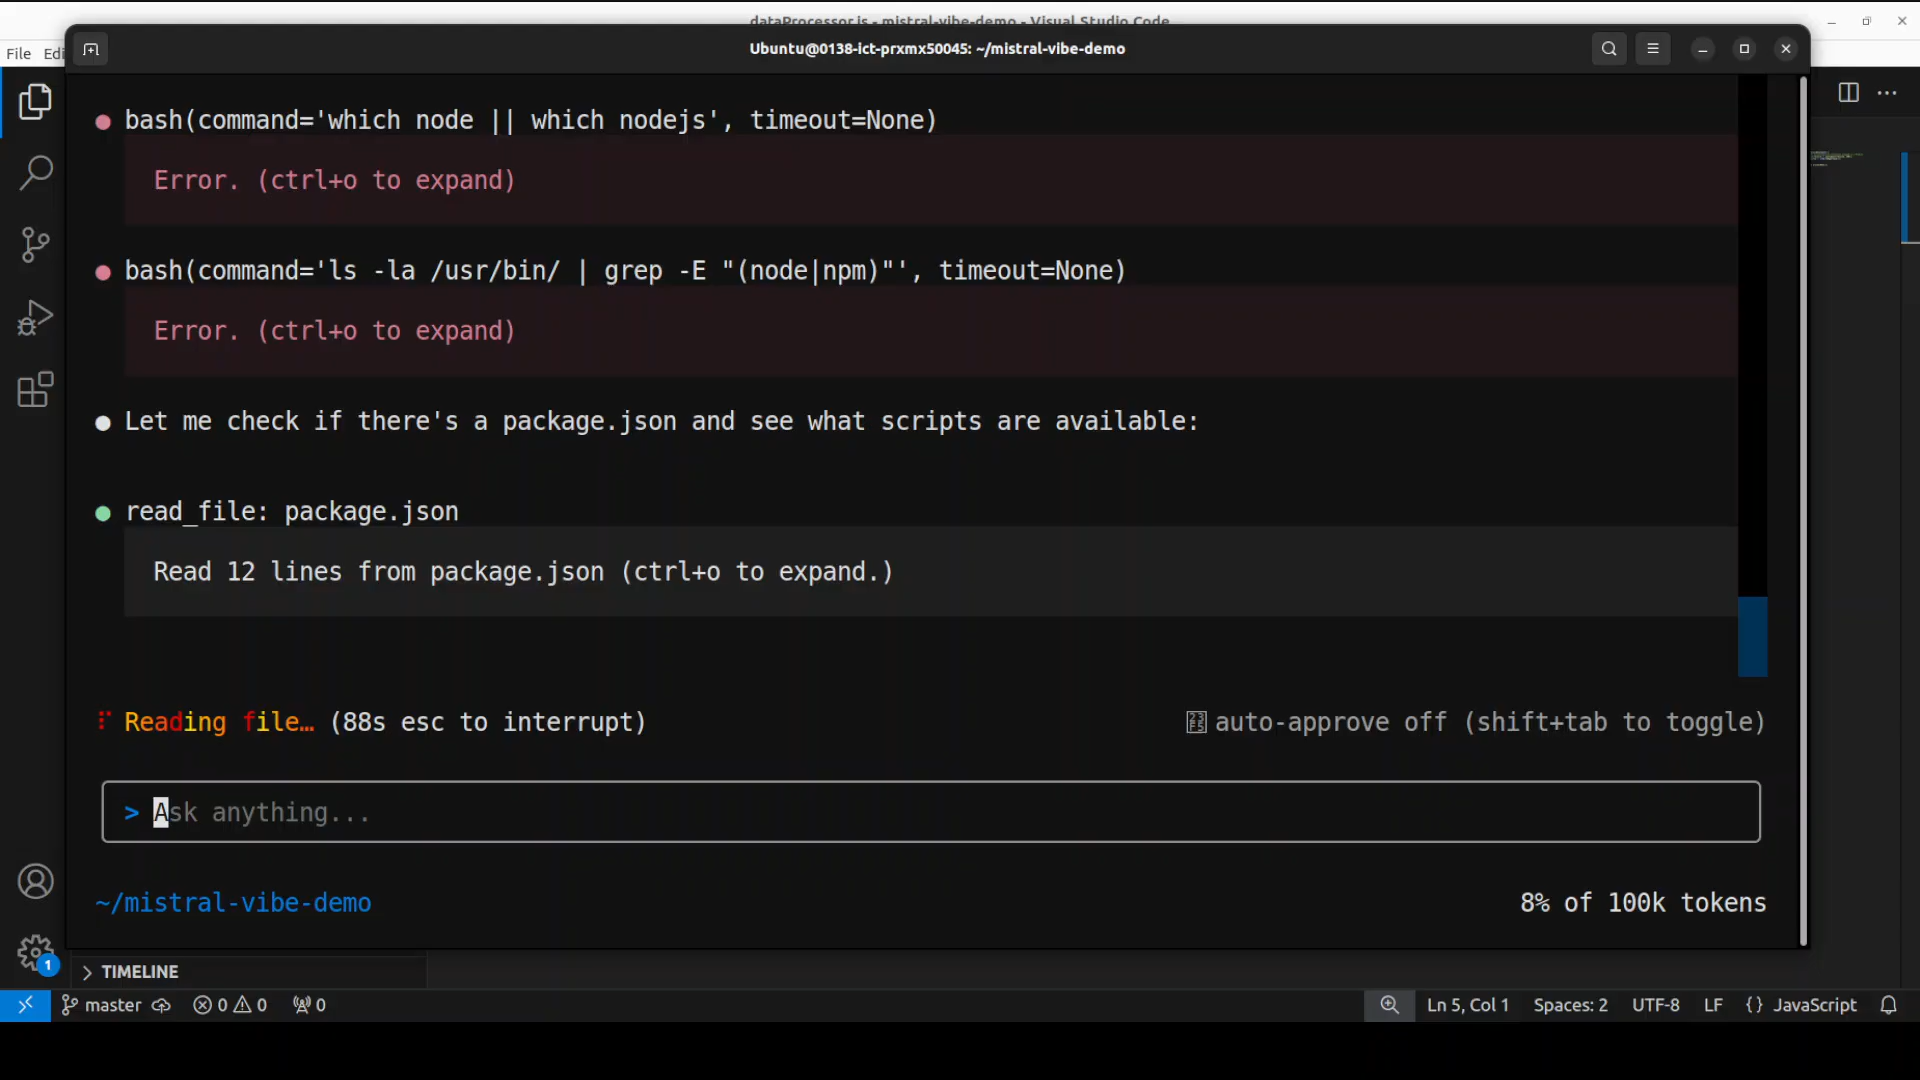 dataProcessor.js - mistral-vibe-demo - Visual Studio Code
File Edi
Ubuntu@0138-ict-prxmx50045: ~/mistral-vibe-demo
bash(command='which node || which nodejs', timeout=None)
Error. (ctrl+o to expand)
bash(command='ls -la /usr/bin/ | grep -E "(node|npm)"', timeout=None)
Error. (ctrl+o to expand)
Let me check if there's a package.json and see what scripts are available:
read_file: package.json
Read 12 lines from package.json (ctrl+o to expand.)
Reading file… (88s esc to interrupt)
auto-approve off (shift+tab to toggle)
> Ask anything...
~/mistral-vibe-demo
8% of 100k tokens
1
TIMELINE
master 0 0 0
Ln 5, Col 1 Spaces: 2 UTF-8 LF {} JavaScript